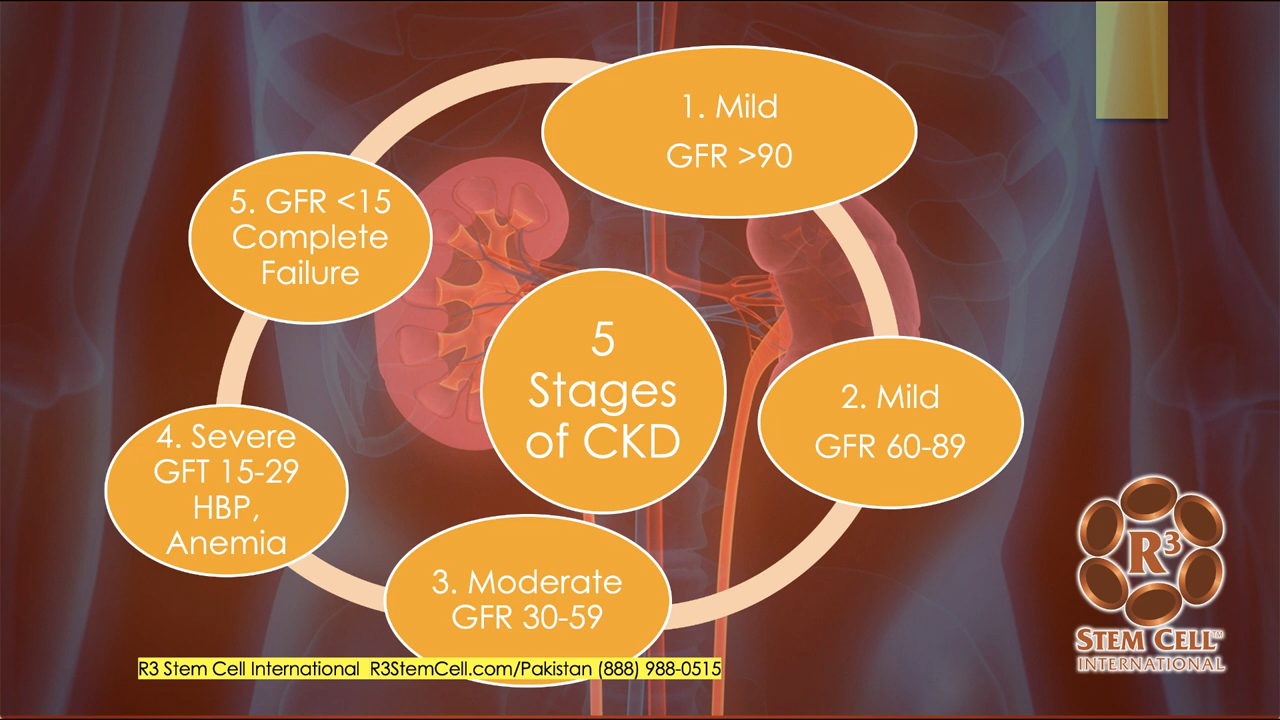 1. Mild
GFR >90
2. Mild
GFR 60-89
3. Moderate
GFR 30-59
4. Severe
GFT 15-29
HBP,
Anemia
5. GFR <15
Complete
Failure
5
Stages
of CKD
R3 Stem Cell International R3StemCell.com/Pakistan (888) 988-0515
R³
STEM CELL™
INTERNATIONAL